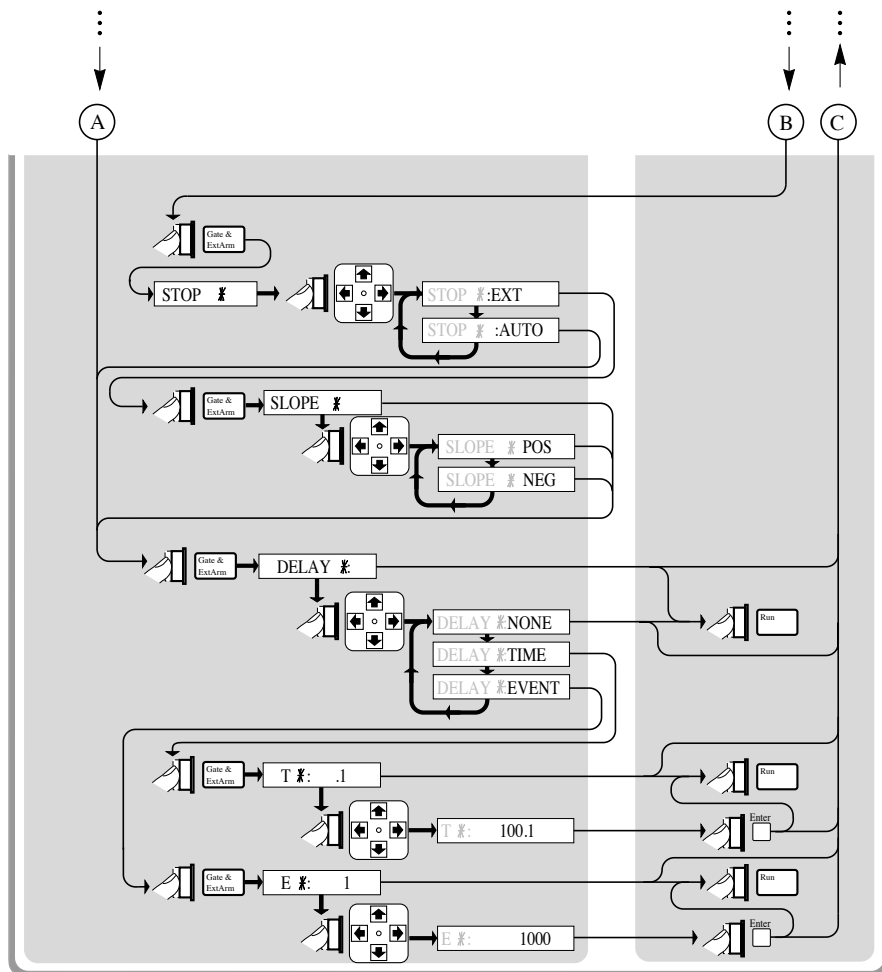 A
B
C
Gate &
ExtArm
STOP ⁎
STOP ⁎:EXT
STOP ⁎ :AUTO
Gate &
ExtArm
SLOPE ⁎
SLOPE ⁎ POS
SLOPE ⁎ NEG
Gate &
ExtArm
DELAY ⁎:
DELAY ⁎:NONE
Run
DELAY ⁎:TIME
DELAY ⁎:EVENT
Gate &
ExtArm
T ⁎: .1
Run
T ⁎: 100.1
Enter
Gate &
ExtArm
E ⁎: 1
Run
E ⁎: 1000
Enter